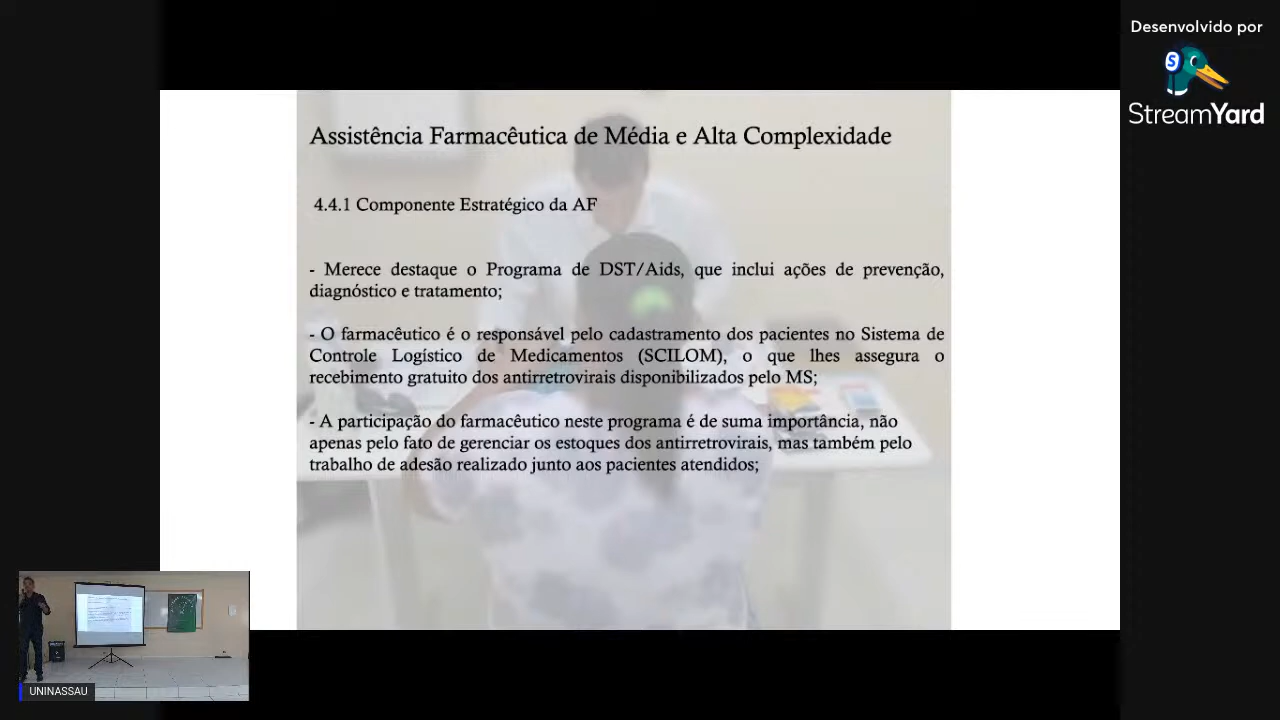 Desenvolvido por
StreamYard
Assistência Farmacêutica de Média e Alta Complexidade
4.4.1 Componente Estratégico da AF
- Merece destaque o Programa de DST/Aids, que inclui ações de prevenção,
diagnóstico e tratamento;
- O farmacêutico é o responsável pelo cadastramento dos pacientes no Sistema de
Controle Logístico de Medicamentos (SCILOM), o que lhes assegura o
recebimento gratuito dos antirretrovirais disponibilizados pelo MS;
- A participação do farmacêutico neste programa é de suma importância, não
apenas pelo fato de gerenciar os estoques dos antirretrovirais, mas também pelo
trabalho de adesão realizado junto aos pacientes atendidos;
UNINASSAU